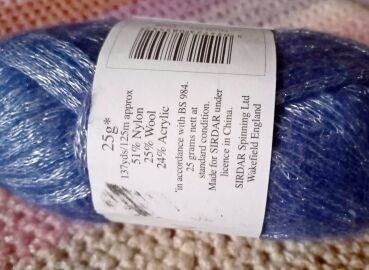 25g*
137yds/125m approx
51% Nylon
25% Wool
24% Acrylic
*in accordance with BS 984.
25 grams nett at
standard condition.
Made for SIRDAR under
licence in China.
SIRDAR Spinning Ltd
Wakefield England